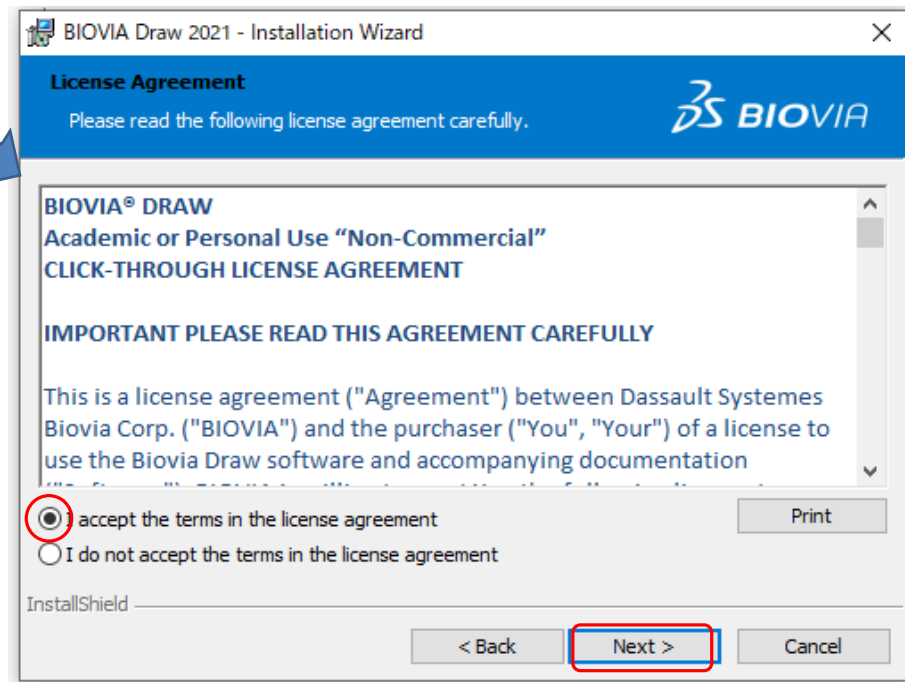 BIOVIA Draw 2021 - Installation Wizard
License Agreement
Please read the following license agreement carefully.
BIOVIA
BIOVIA® DRAW
Academic or Personal Use “Non-Commercial”
CLICK-THROUGH LICENSE AGREEMENT
IMPORTANT PLEASE READ THIS AGREEMENT CAREFULLY
This is a license agreement ("Agreement") between Dassault Systemes
Biovia Corp. ("BIOVIA") and the purchaser ("You", "Your") of a license to
use the Biovia Draw software and accompanying documentation
I accept the terms in the license agreement
Print
I do not accept the terms in the license agreement
InstallShield
< Back
Next >
Cancel